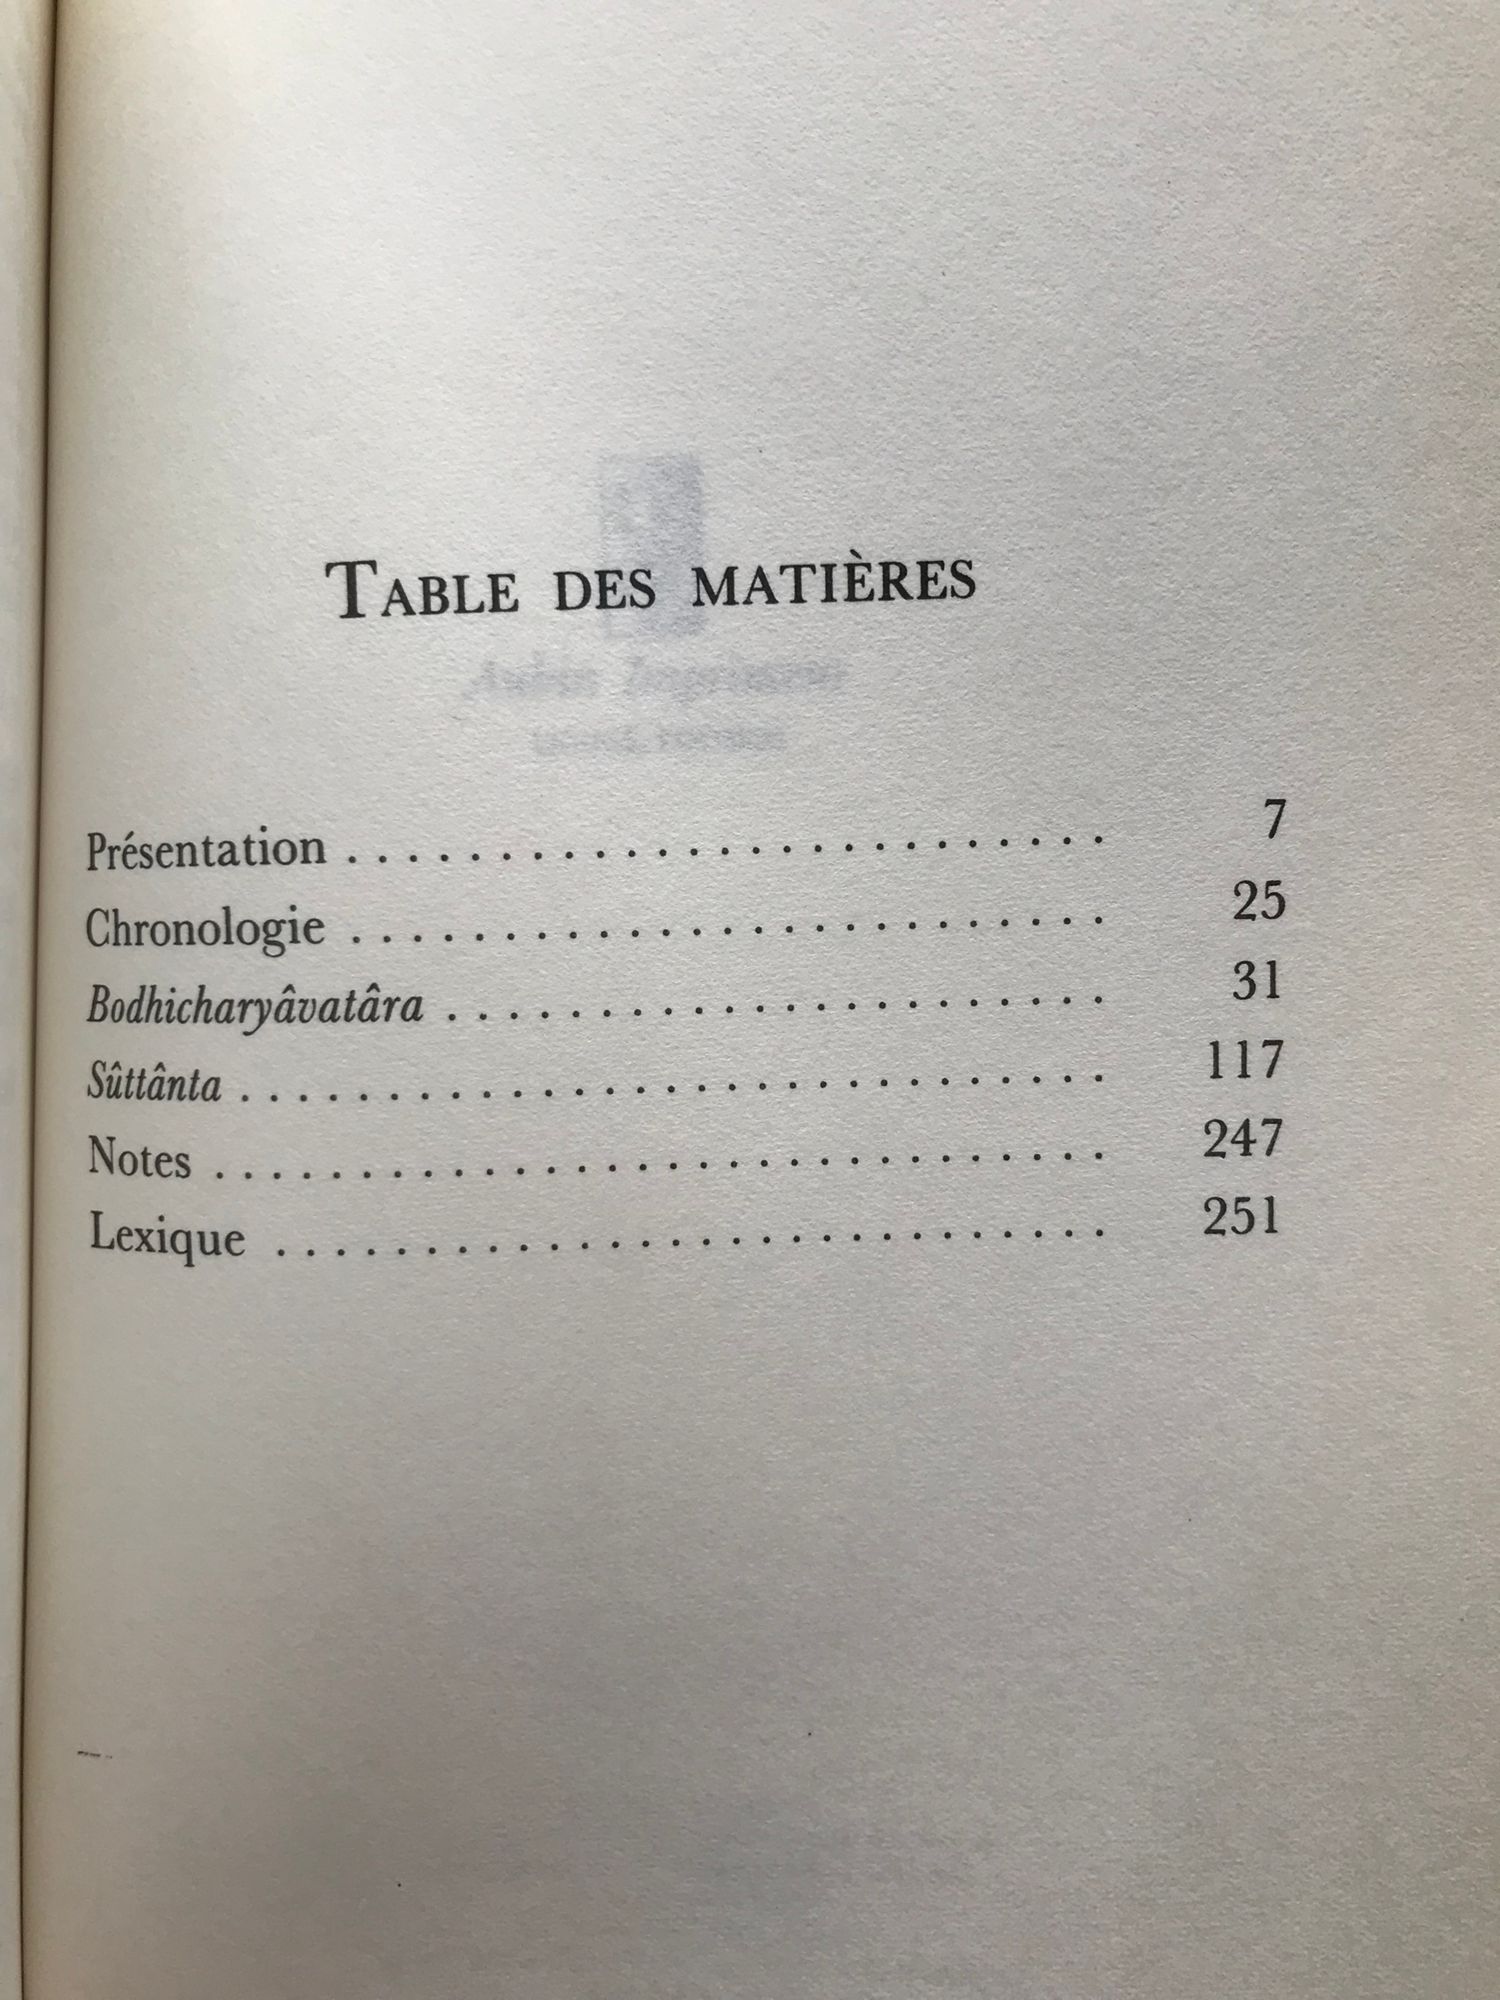 TABLE DES MATIÈRES
Présentation . . . . . . . . . . . . . . . . . . . . . . . . . 7
Chronologie . . . . . . . . . . . . . . . . . . . . . . . . . 25
Bodhicharyâvatâra . . . . . . . . . . . . . . . . . . . . . . 31
Sûttânta . . . . . . . . . . . . . . . . . . . . . . . . . . . . . 117
Notes . . . . . . . . . . . . . . . . . . . . . . . . . . . . . . 247
Lexique . . . . . . . . . . . . . . . . . . . . . . . . . . . . 251